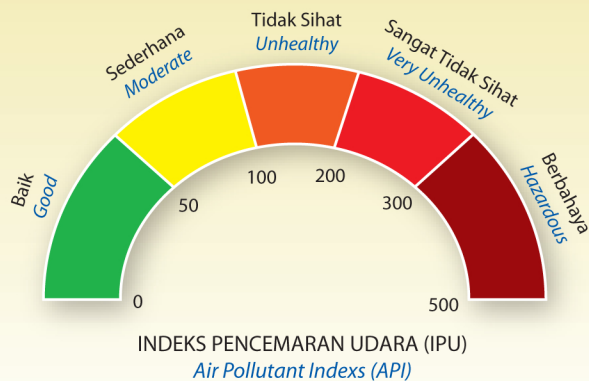 Baik
Good
Sederhana
Moderate
Tidak Sihat
Unhealthy
Sangat Tidak Sihat
Very Unhealthy
Berbahaya
Hazardous
0
50
100
200
300
500
INDEKS PENCEMARAN UDARA (IPU)
Air Pollutant Indexs (API)